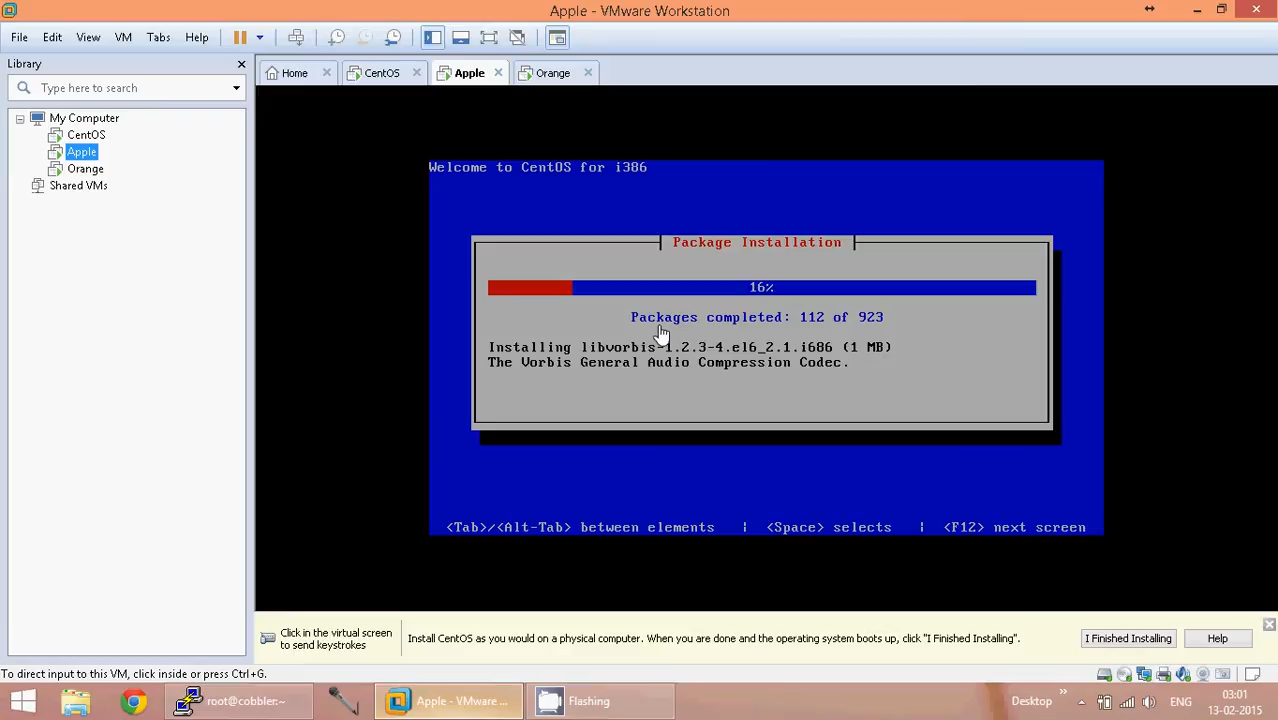 Apple - VMware Workstation
File Edit View VM Tabs Help
Library
Type here to search
My Computer
CentOS
Apple
Orange
Shared VMs
Home CentOS Apple Orange
Welcome to CentOS for i386
Package Installation
16%
Packages completed: 112 of 923
Installing libvorbis-1.2.3-4.el6_2.1.i686 (1 MB)
The Vorbis General Audio Compression Codec.
<Tab>/<Alt-Tab> between elements | <Space> selects | <F12> next screen
Click in the virtual screen
to send keystrokes
Install CentOS as you would on a physical computer. When you are done and the operating system boots up, click "I Finished Installing".
I Finished Installing Help
To direct input to this VM, click inside or press Ctrl+G.
root@cobbler:~ Apple - VMware ... Flashing Desktop ENG
03:01
13-02-2015